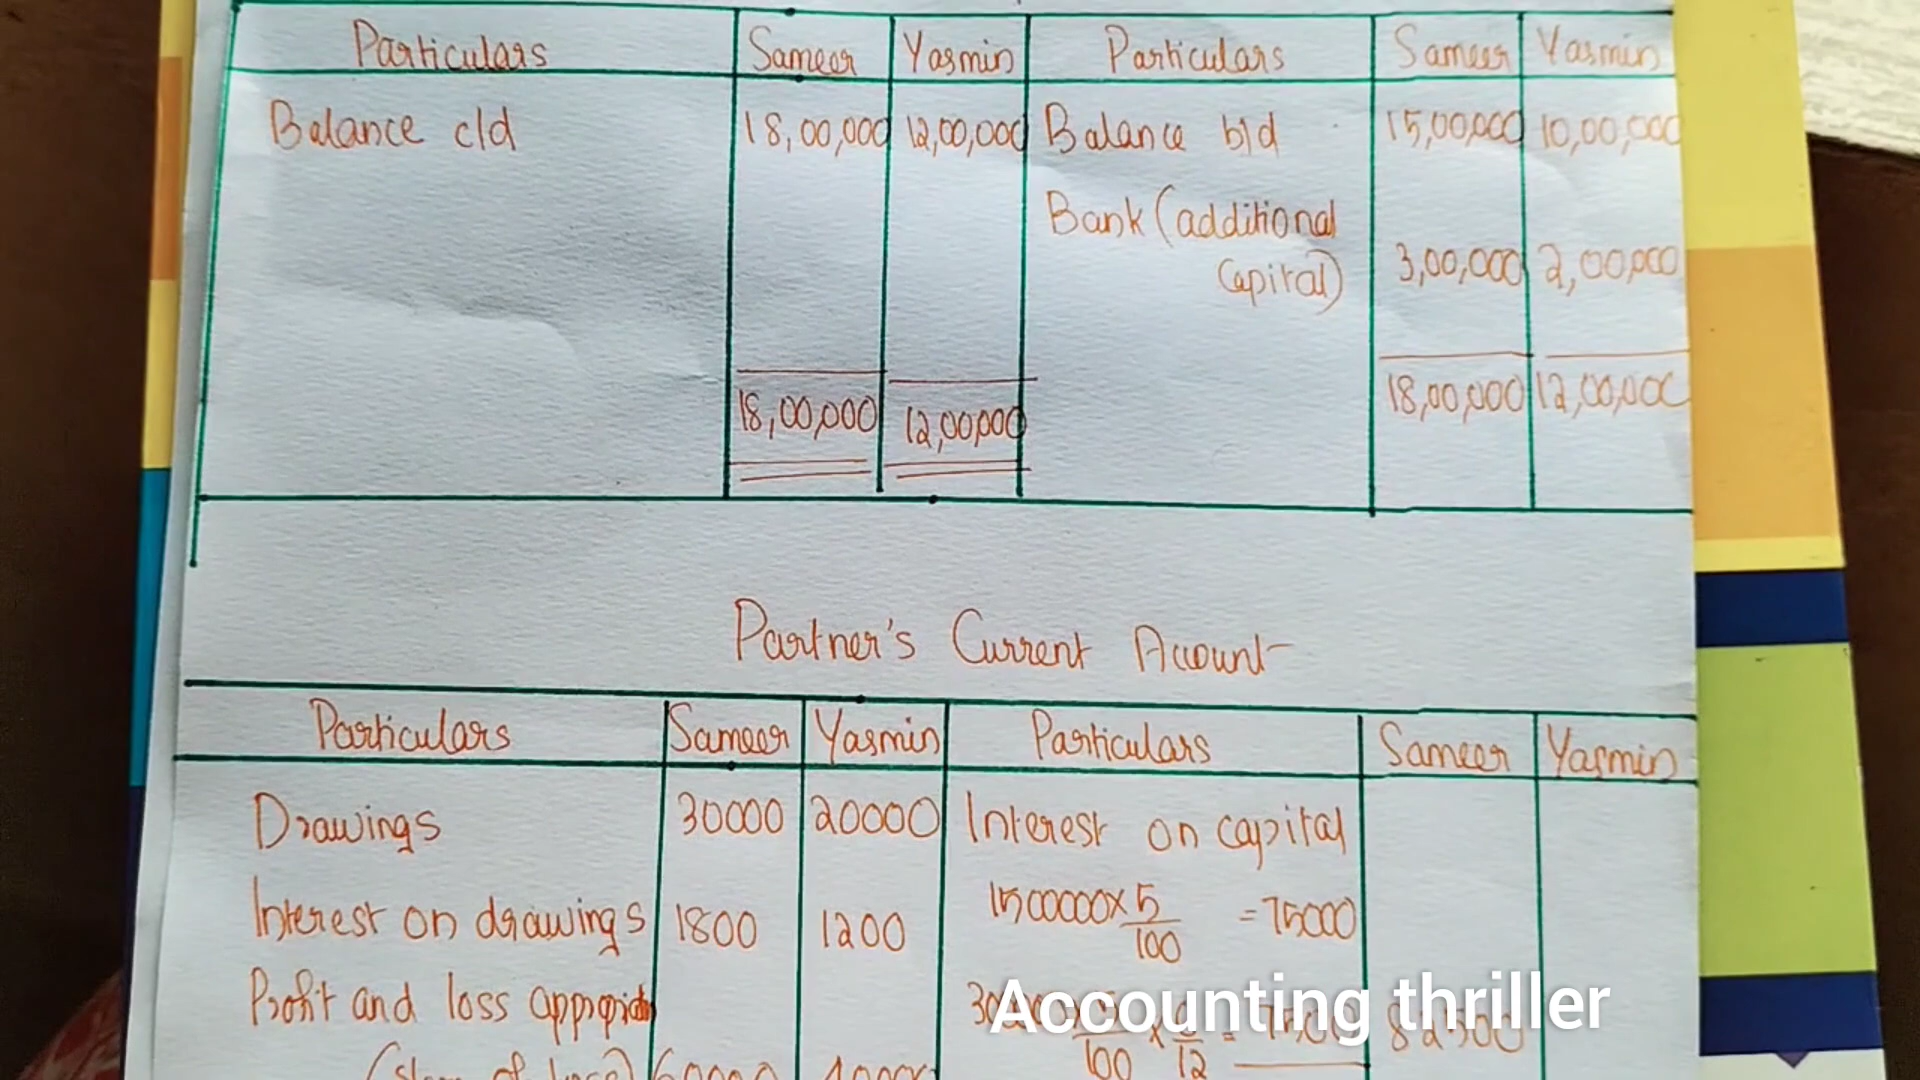 Particulars Sameer Yasmin Particulars Sameer Yasmin
Balance c/d 18,00,000 12,00,000 Balance b/d 15,00,000 10,00,000
Bank (additional
Capital) 3,00,000 2,00,000
18,00,000 12,00,000 18,00,000 12,00,000
Partner's Current Account
Particulars Sameer Yasmin Particulars Sameer Yasmin
Drawings 30000 20000 Interest on capital
Interest on drawings 1800 1200 1500000 × 5/100 = 75000
Profit and loss 82500
Accounting thriller